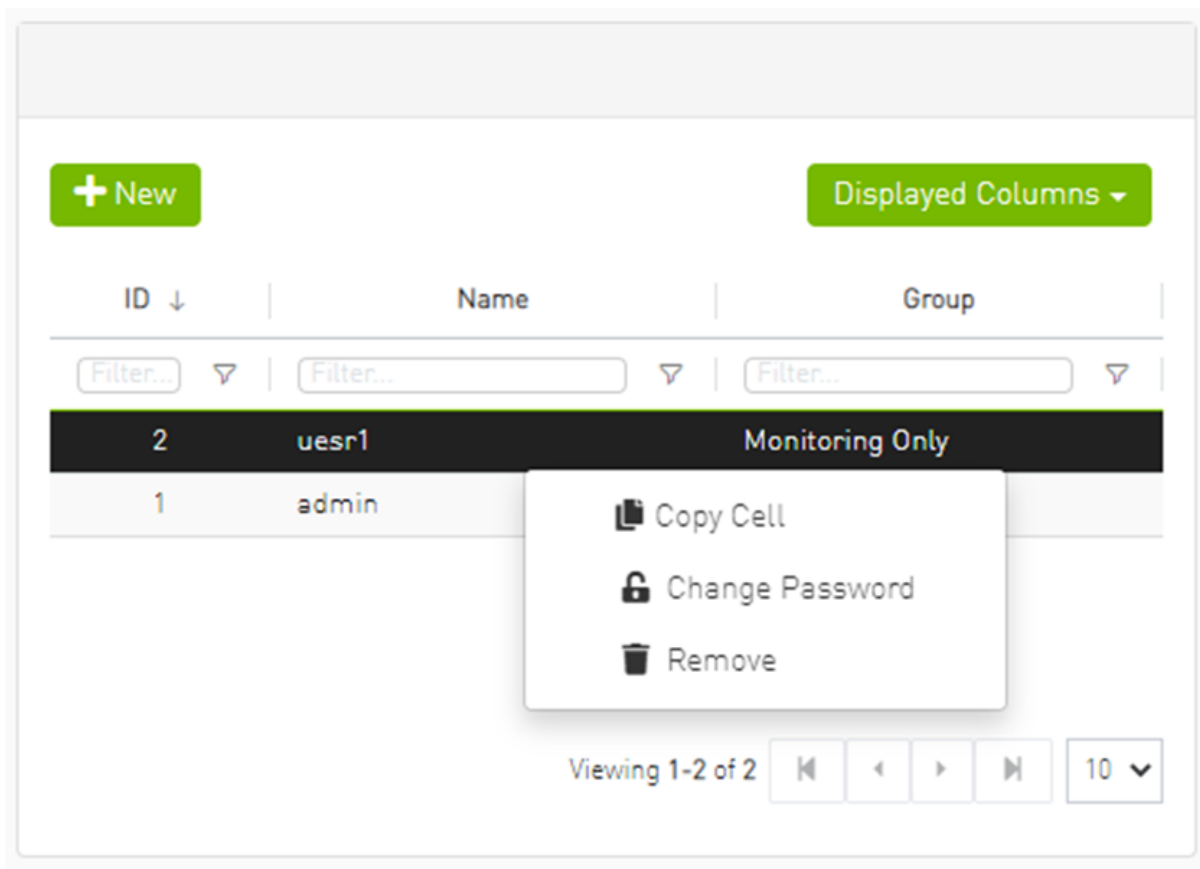 New
Displayed Columns
ID Name Group
Filter... Filter... Filter...
2 uesr1 Monitoring Only
1 admin
Copy Cell
Change Password
Remove
Viewing 1-2 of 2 10